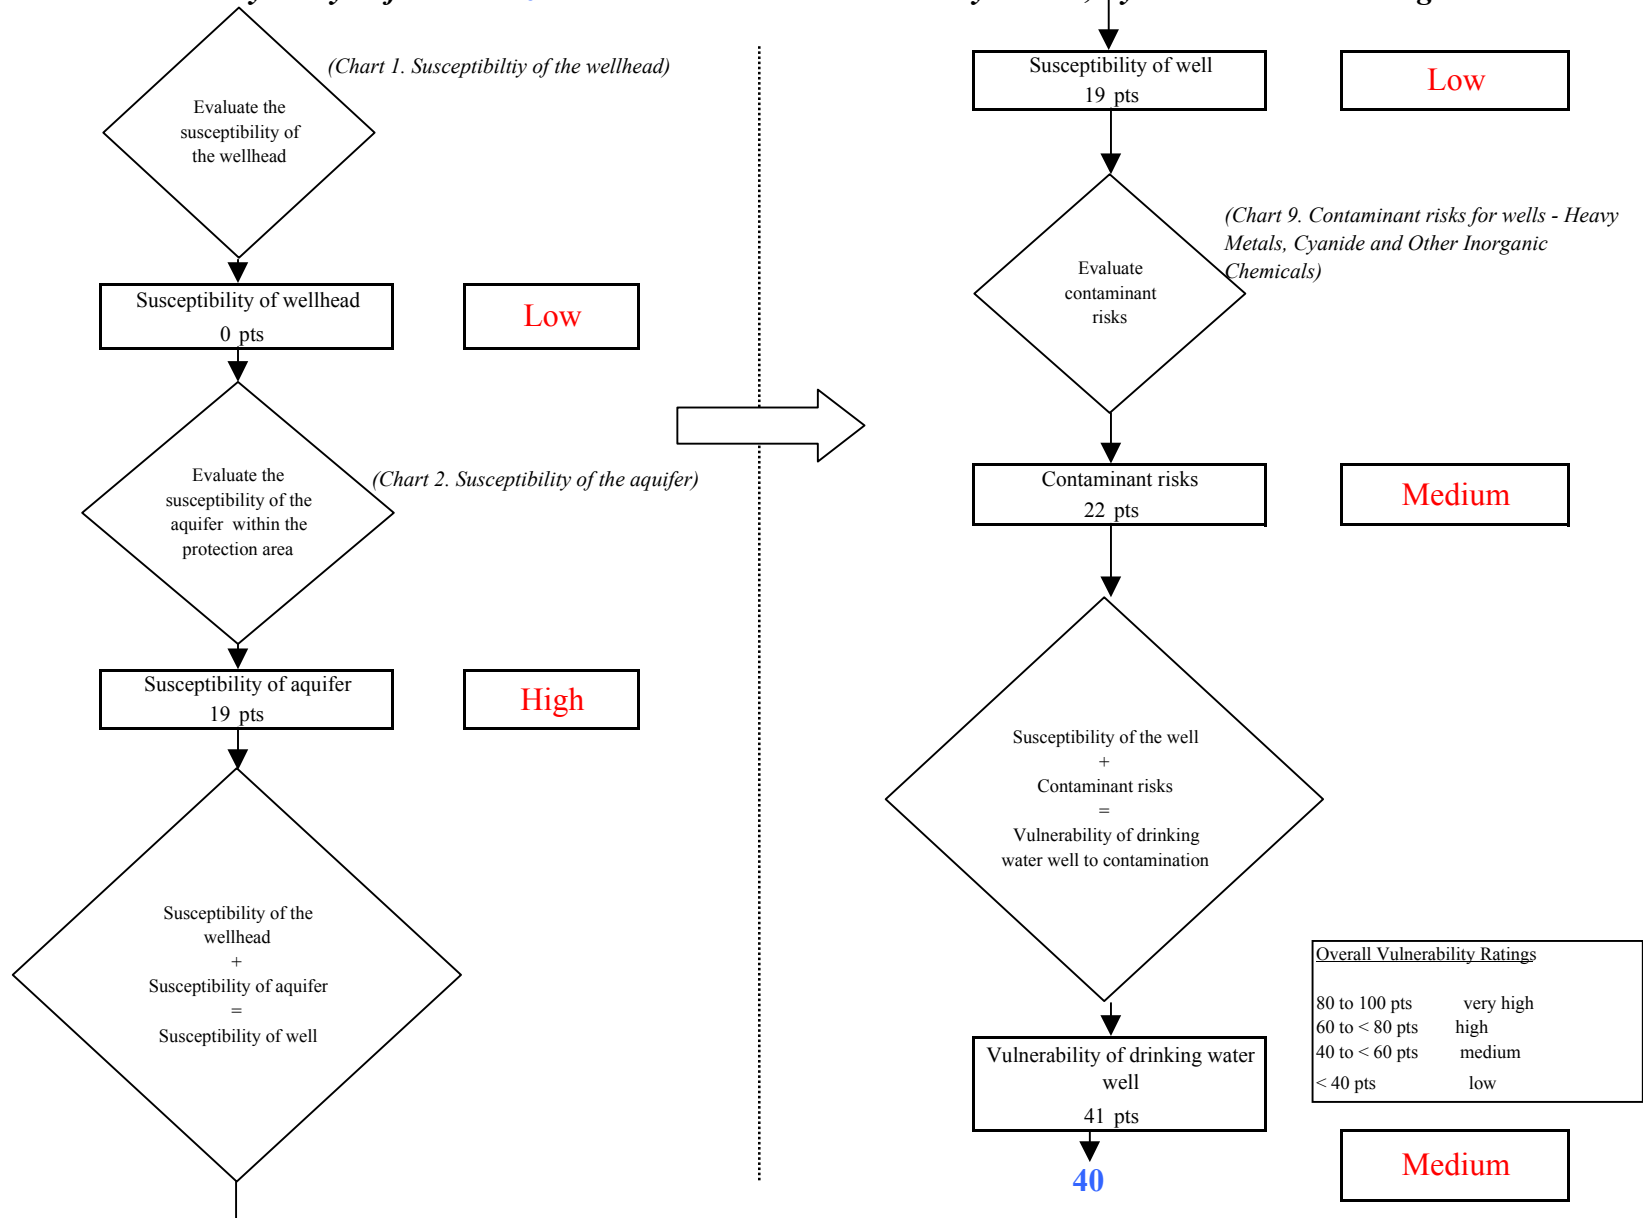 (Chart 1. Susceptibiltiy of the wellhead)
Evaluate the
susceptibility of
the wellhead
Susceptibility of wellhead
0 pts
Low
Evaluate the
susceptibility of the
aquifer within the
protection area
(Chart 2. Susceptibility of the aquifer)
Susceptibility of aquifer
19 pts
High
Susceptibility of the
wellhead
+
Susceptibility of aquifer
=
Susceptibility of well
Susceptibility of well
19 pts
Low
(Chart 9. Contaminant risks for wells - Heavy
Metals, Cyanide and Other Inorganic
Chemicals)
Evaluate
contaminant
risks
Contaminant risks
22 pts
Medium
Susceptibility of the well
+
Contaminant risks
=
Vulnerability of drinking
water well to contamination
Overall Vulnerability Ratings
80 to 100 pts very high
60 to < 80 pts high
40 to < 60 pts medium
< 40 pts low
Vulnerability of drinking water
well
41 pts
40
Medium